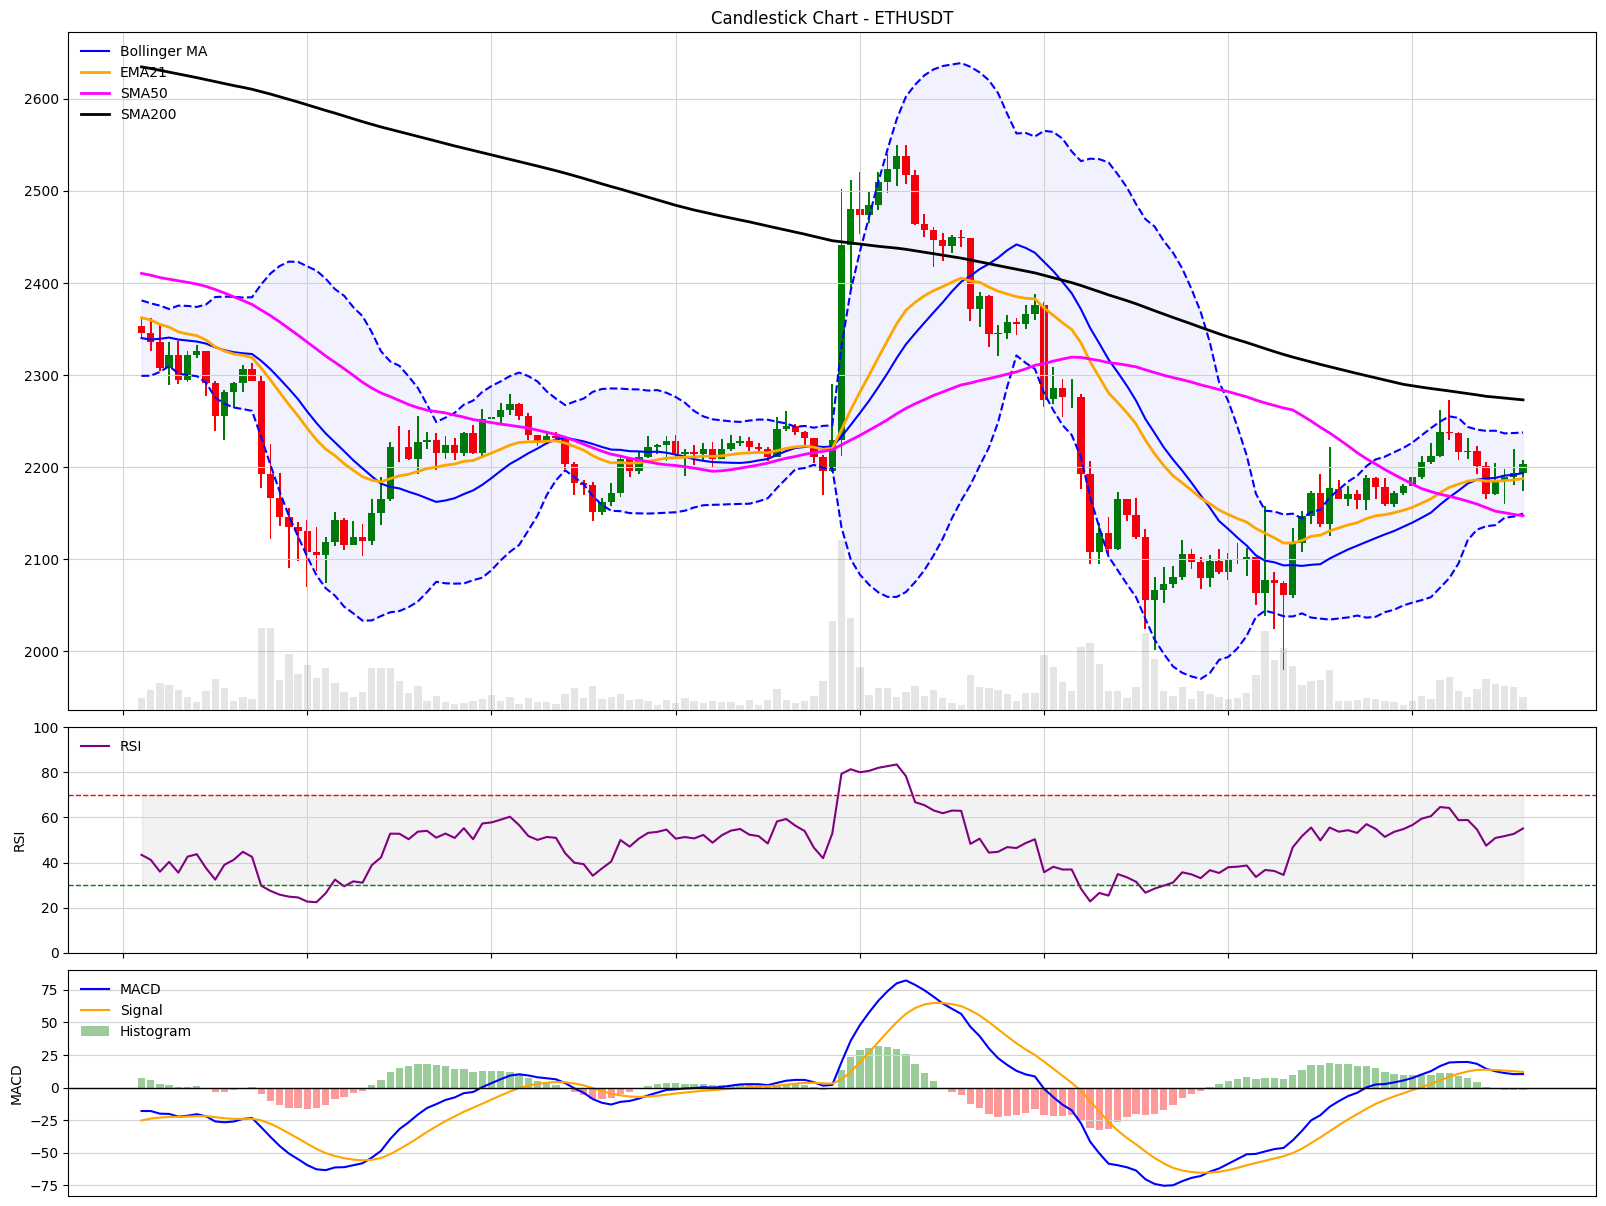 Candlestick Chart - ETHUSDT
Bollinger MA
EMA21
SMA50
SMA200
2600
2500
2400
2300
2200
2100
2000
RSI
100
80
60
40
20
0
RSI
MACD
Signal
Histogram
75
50
25
0
−25
−50
−75
MACD